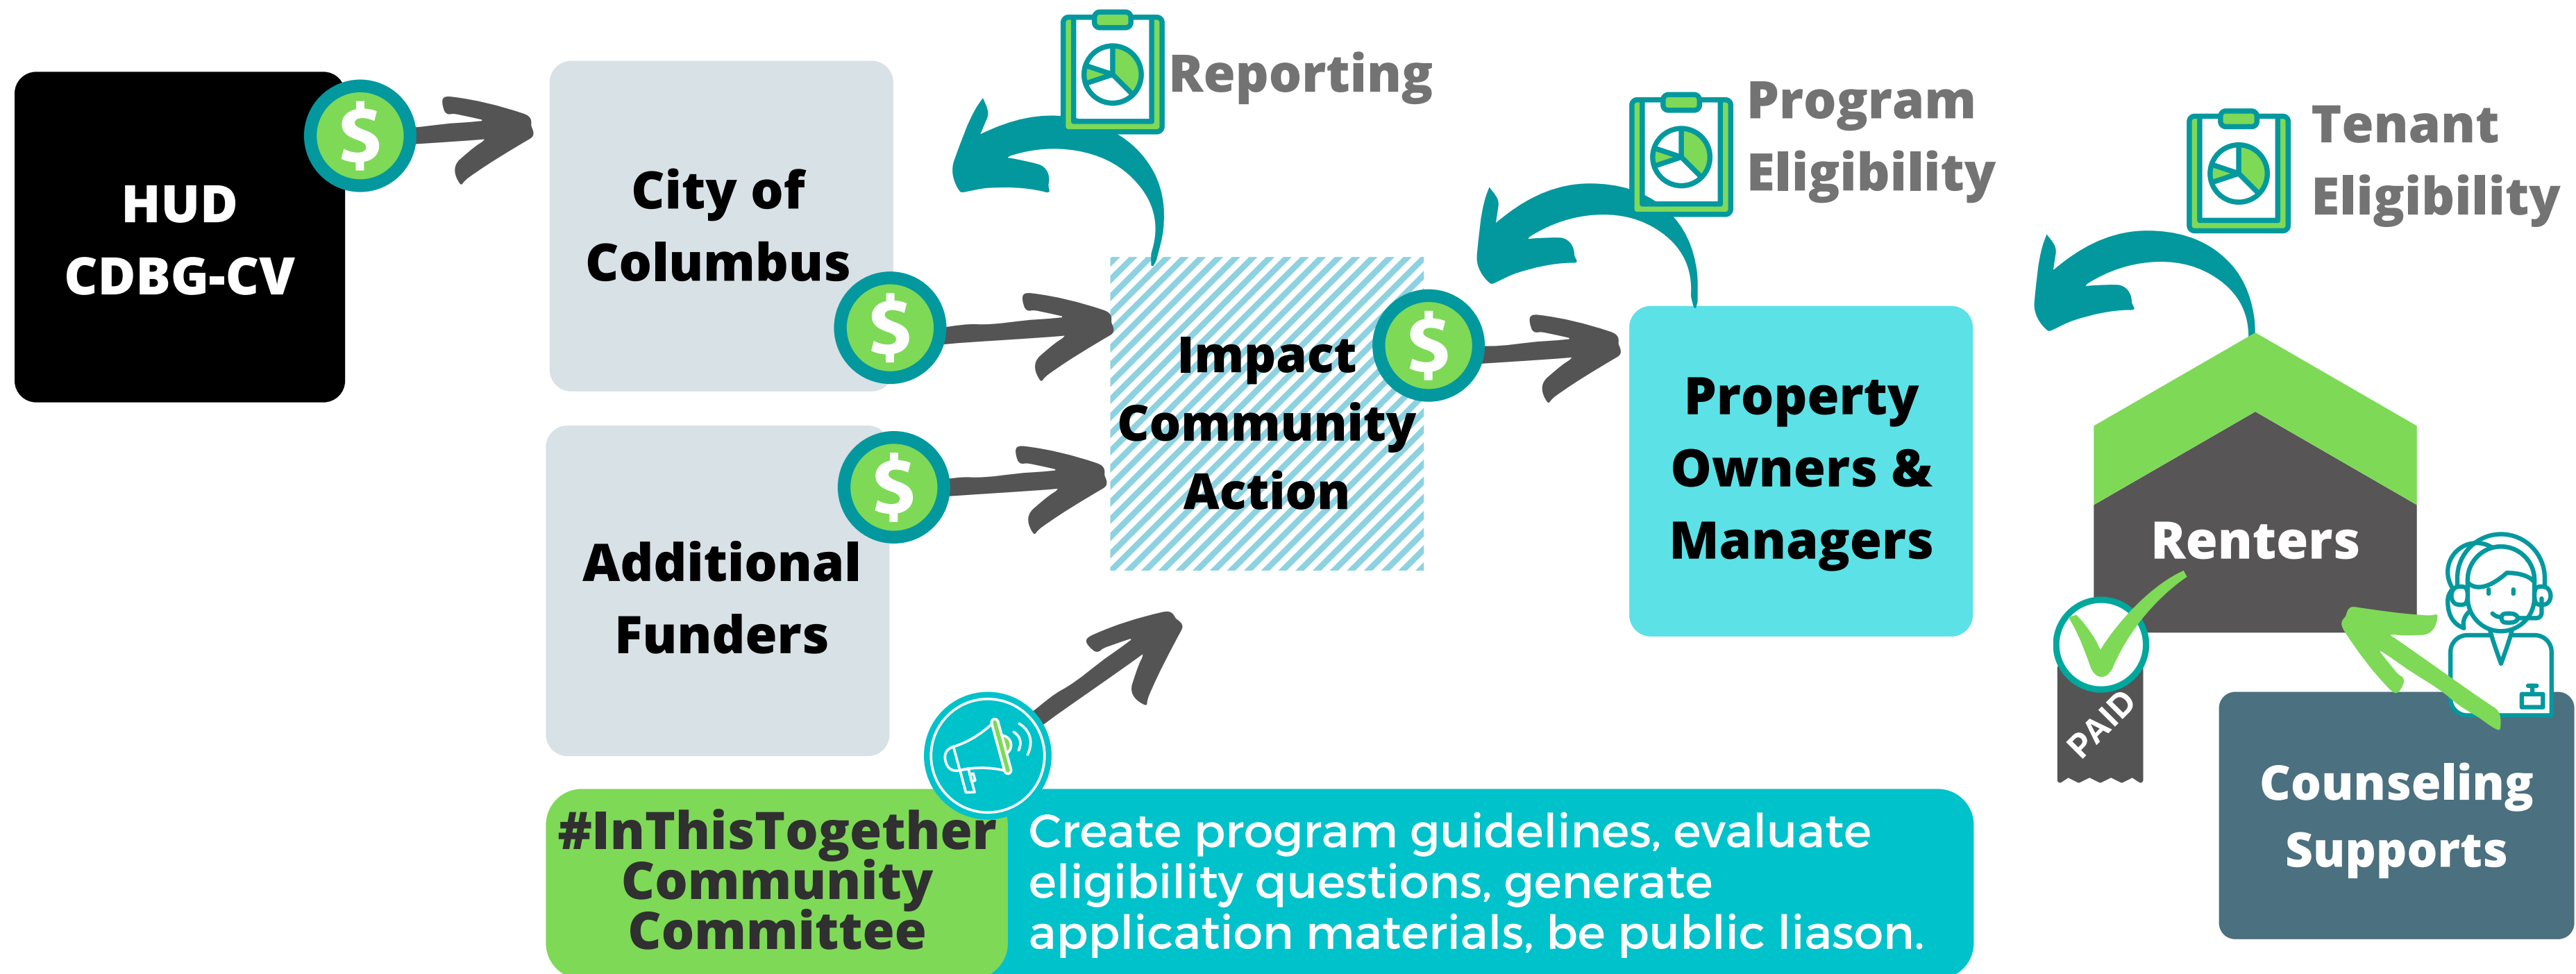 HUD
CDBG-CV
$
City of
Columbus
$
Reporting
Additional
Funders
$
Impact
Community
Action
$
Program
Eligibility
Property
Owners &
Managers
Tenant
Eligibility
Renters
PAID
Counseling
Supports
#InThisTogether
Community
Committee
Create program guidelines, evaluate
eligibility questions, generate
application materials, be public liason.